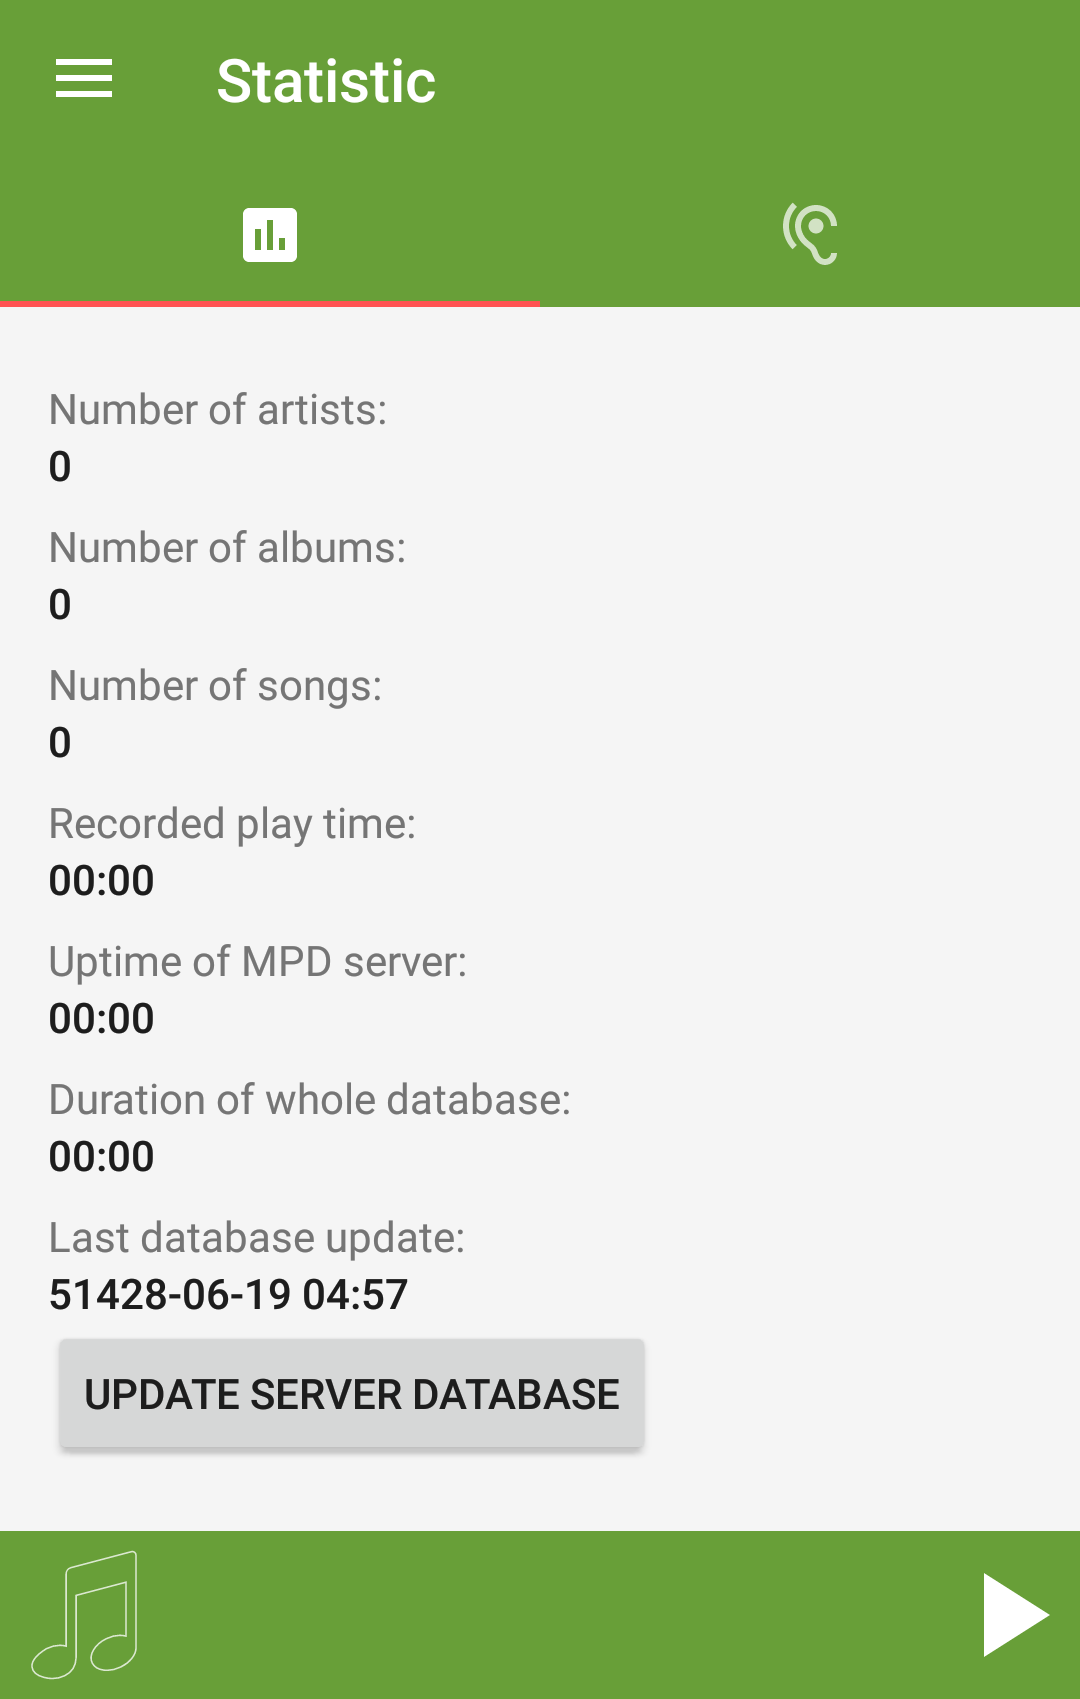 Statistic
Number of artists:
0
Number of albums:
0
Number of songs:
0
Recorded play time:
00:00
Uptime of MPD server:
00:00
Duration of whole database:
00:00
Last database update:
51428-06-19 04:57
UPDATE SERVER DATABASE